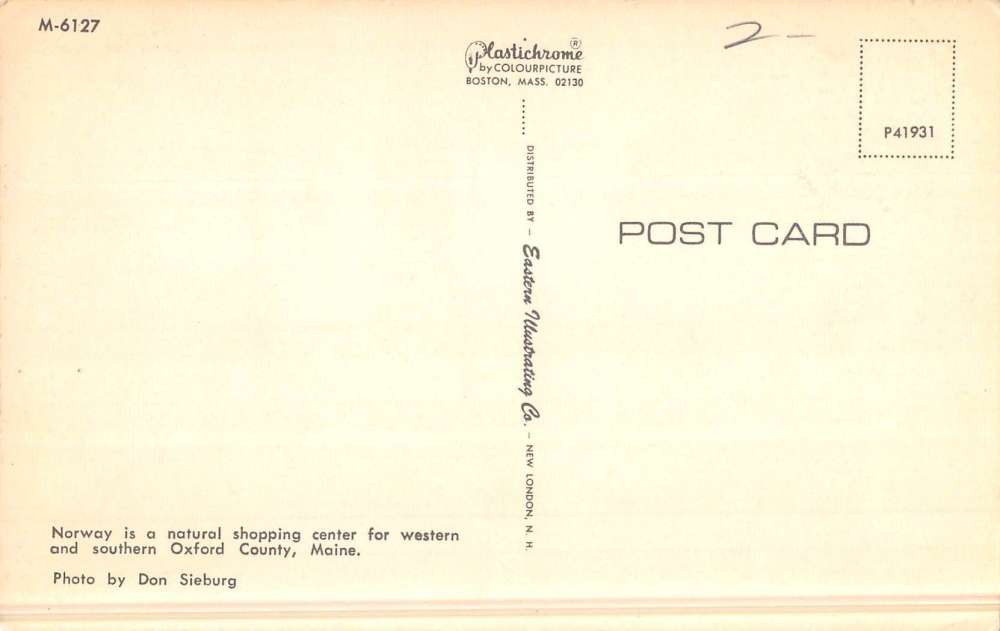 M-6127
Plastichrome ®
by COLOURPICTURE
BOSTON, MASS. 02130
2 -
P41931
POST CARD
DISTRIBUTED BY - Eastern Illustrating Co. - NEW LONDON, N. H.
Norway is a natural shopping center for western
and southern Oxford County, Maine.
Photo by Don Sieburg